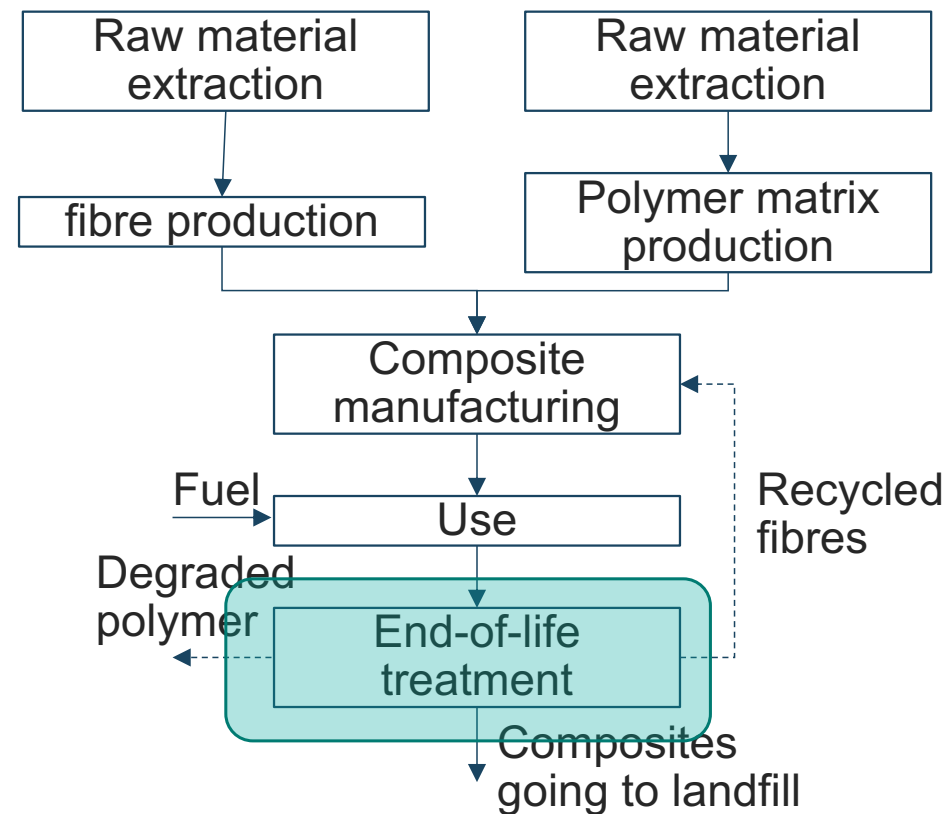 Raw material
extraction
Raw material
extraction
fibre production
Polymer matrix
production
Composite
manufacturing
Fuel
Use
Recycled
fibres
Degraded
polymer
End-of-life
treatment
Composites
going to landfill